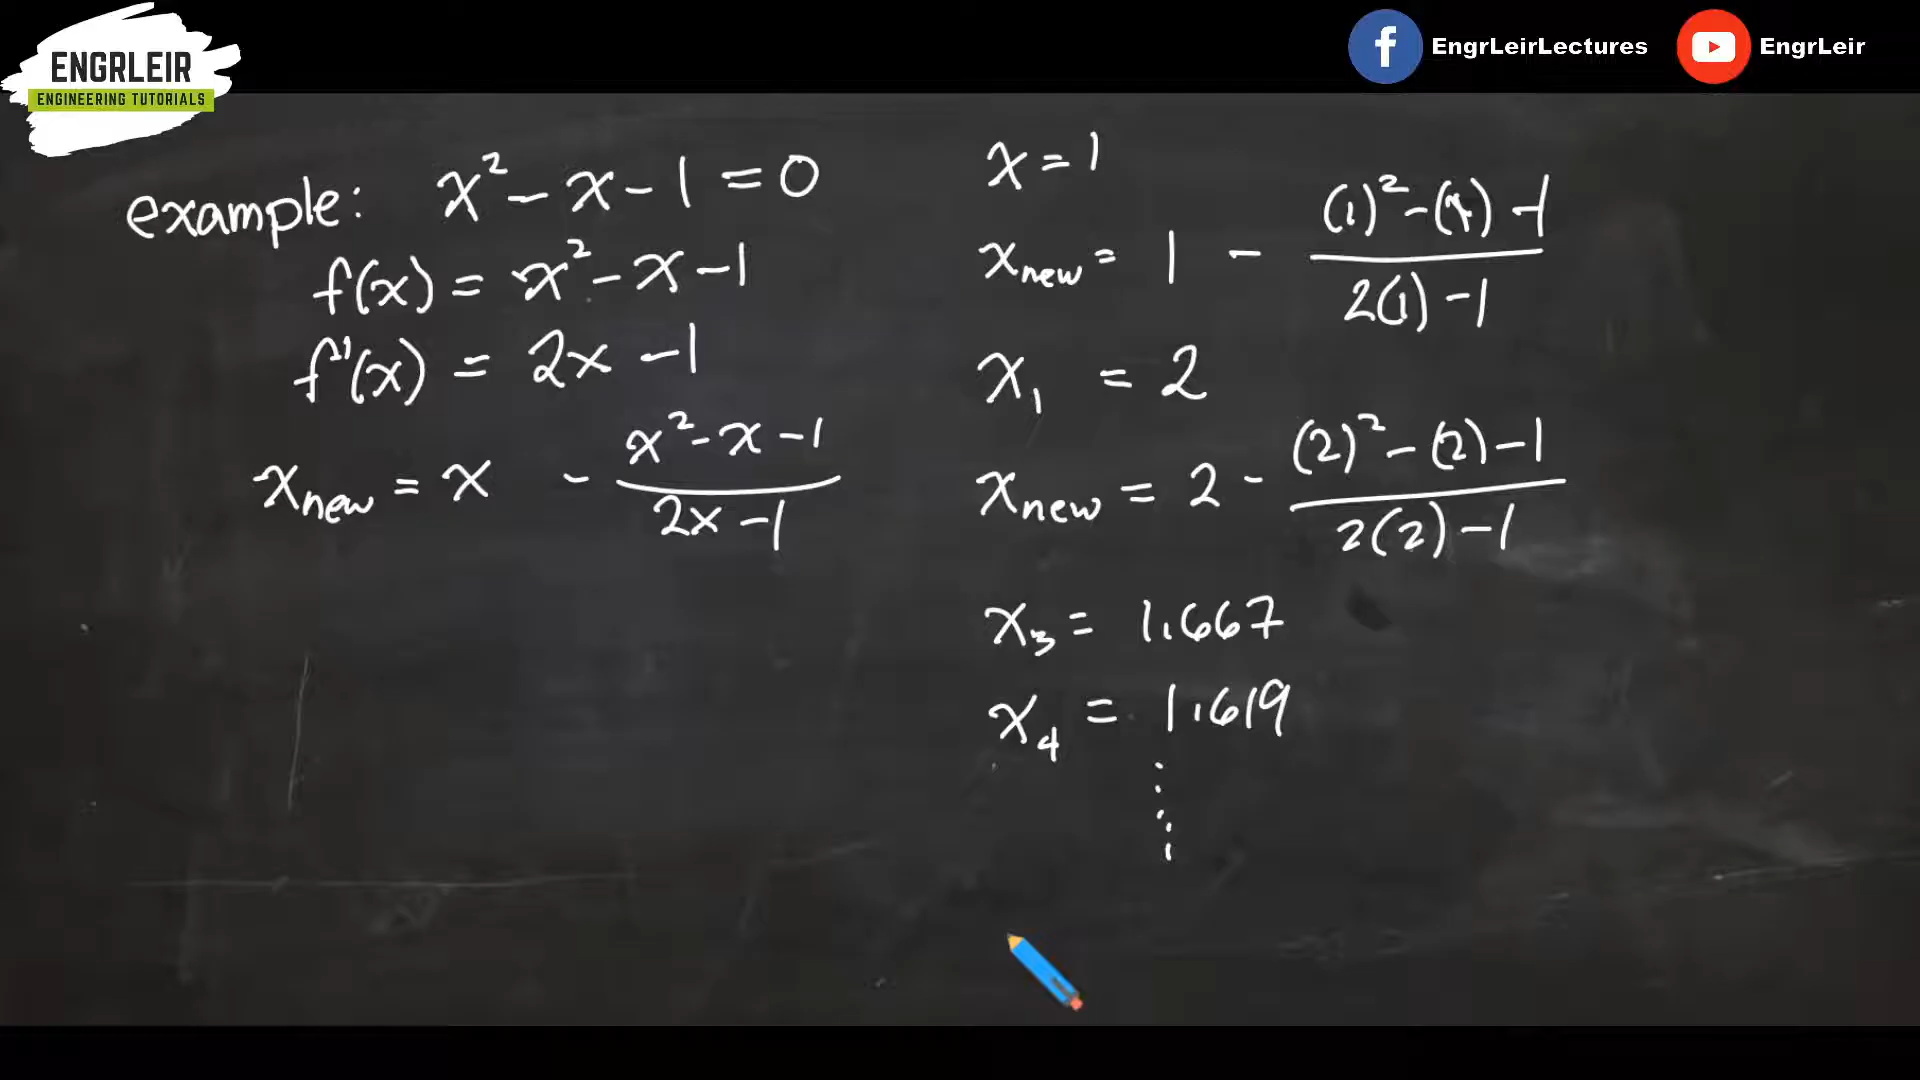 ENGRLEIR
ENGINEERING TUTORIALS
EngrLeirLectures
EngrLeir
example: x² - x - 1 = 0
f(x) = x² - x - 1
f'(x) = 2x - 1
x_new = x - (x² - x - 1)/(2x - 1)
x = 1
x_new = 1 - ((1)² - (1) - 1)/(2(1) - 1)
x₁ = 2
x_new = 2 - ((2)² - (2) - 1)/(2(2) - 1)
x₃ = 1.667
x₄ = 1.619